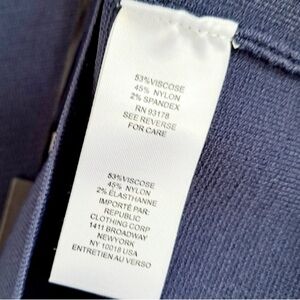 53%VISCOSE
45% NYLON
2% SPANDEX
RN 93178
SEE REVERSE
FOR CARE
53%VISCOSE
45% NYLON
2% ÉLASTHANNE
IMPORTÉ PAR:
REPUBLIC
CLOTHING CORP
1411 BROADWAY
NEWYORK
NY 10018 USA
ENTRETIEN AU VERSO